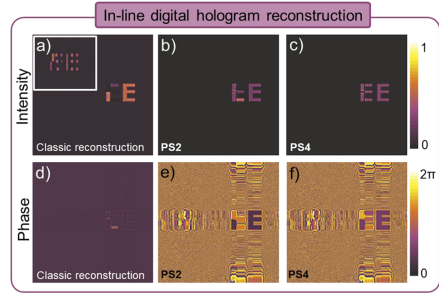 In-line digital hologram reconstruction
Intensity
a)
Classic reconstruction
b)
PS2
c)
PS4
1
0
Phase
d)
Classic reconstruction
e)
PS2
f)
PS4
2π
0